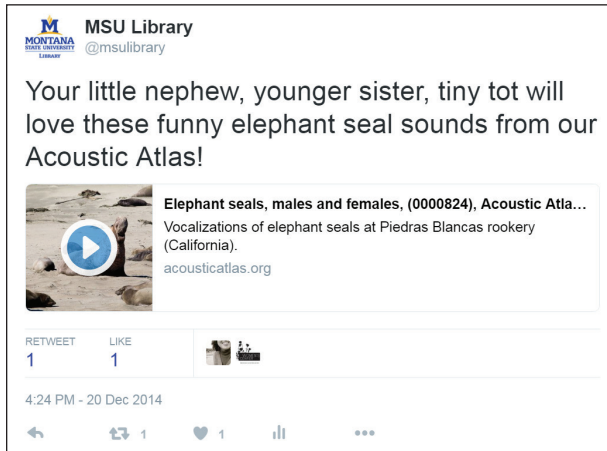 M
MONTANA
STATE UNIVERSITY
LIBRARY
MSU Library
@msulibrary
Your little nephew, younger sister, tiny tot will
love these funny elephant seal sounds from our
Acoustic Atlas!
Elephant seals, males and females, (0000824), Acoustic Atla...
Vocalizations of elephant seals at Piedras Blancas rookery
(California).
acousticatlas.org
RETWEET LIKE
1 1
4:24 PM - 20 Dec 2014
1 1